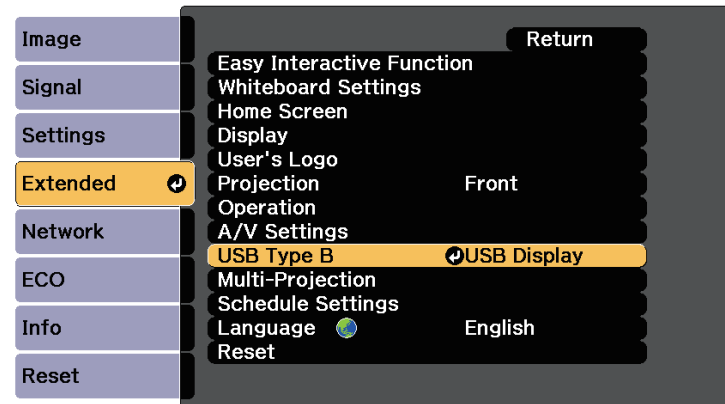 Image
Signal
Settings
Extended
Network
ECO
Info
Reset
Return
Easy Interactive Function
Whiteboard Settings
Home Screen
Display
User's Logo
Projection Front
Operation
A/V Settings
USB Type B USB Display
Multi-Projection
Schedule Settings
Language English
Reset